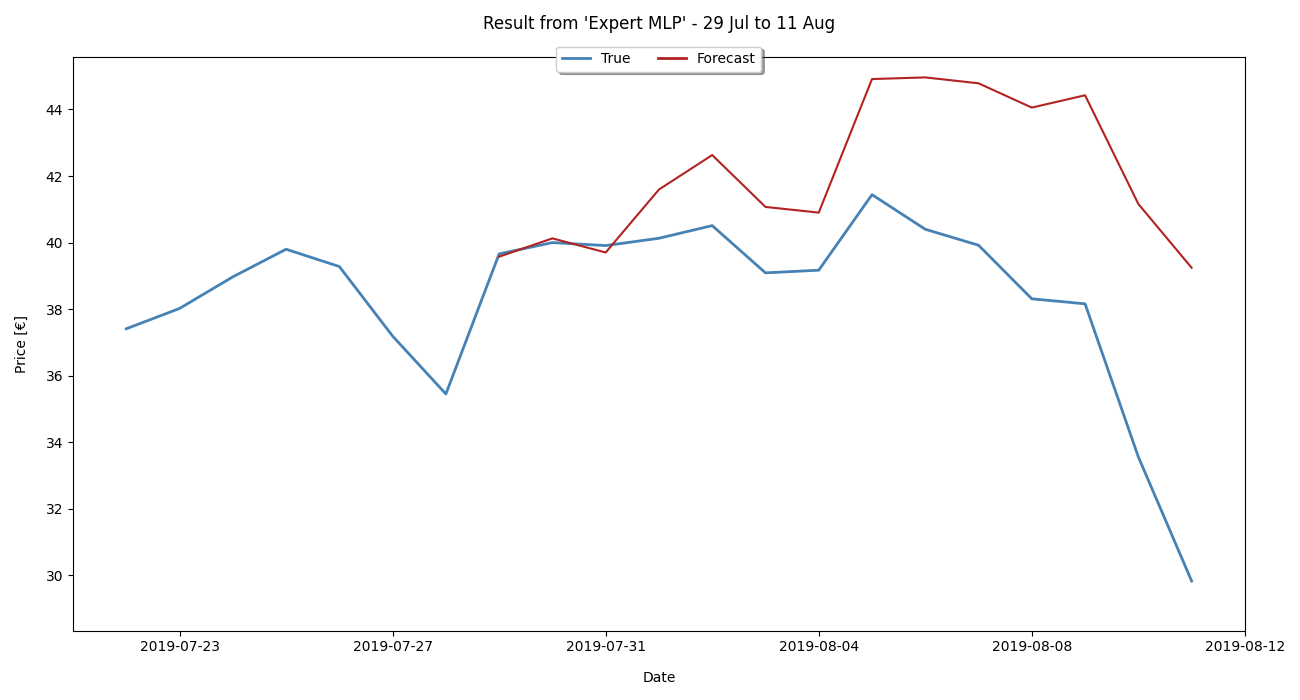 Result from 'Expert MLP' - 29 Jul to 11 Aug
True Forecast
Price [€]
44
42
40
38
36
34
32
30
2019-07-23 2019-07-27 2019-07-31 2019-08-04 2019-08-08 2019-08-12
Date